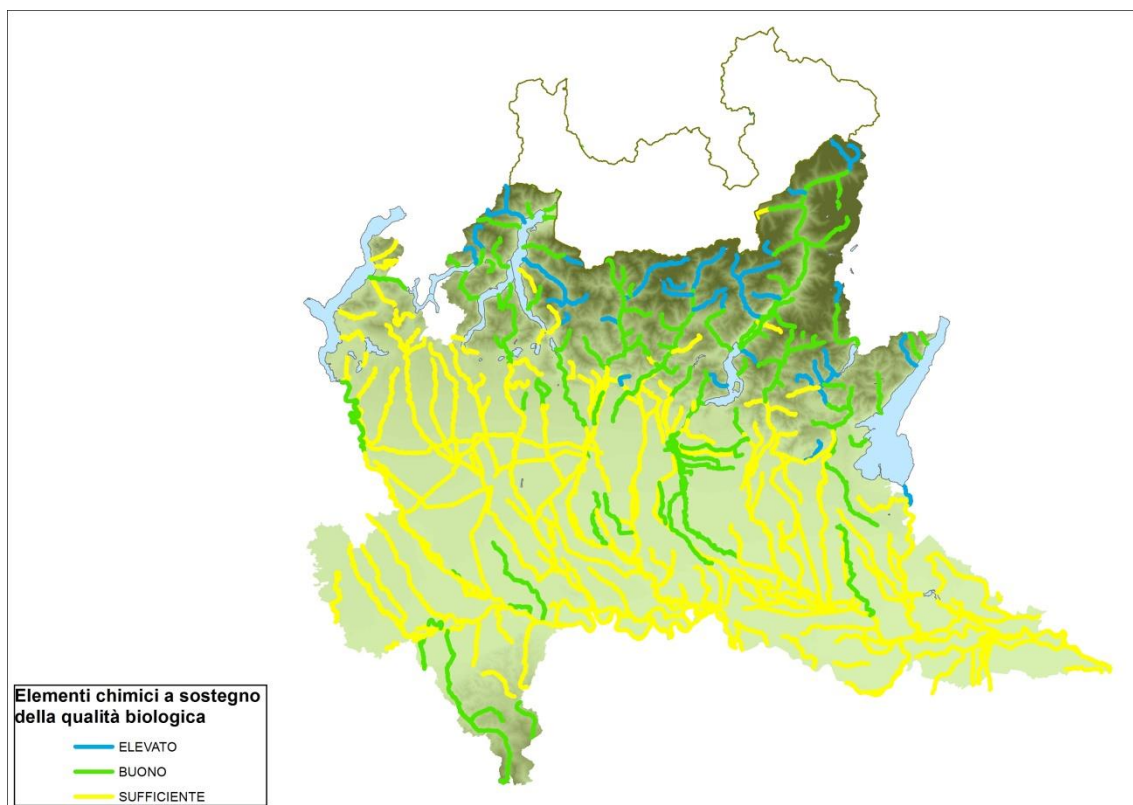 Elementi chimici a sostegno
della qualità biologica
ELEVATO
BUONO
SUFFICIENTE